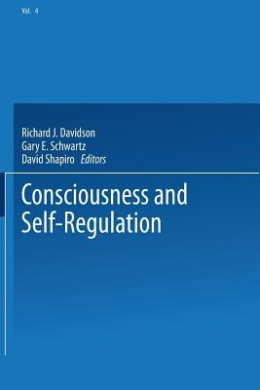 Vol. 4
Richard J. Davidson
Gary E. Schwartz
David Shapiro Editors
Consciousness and
Self-Regulation